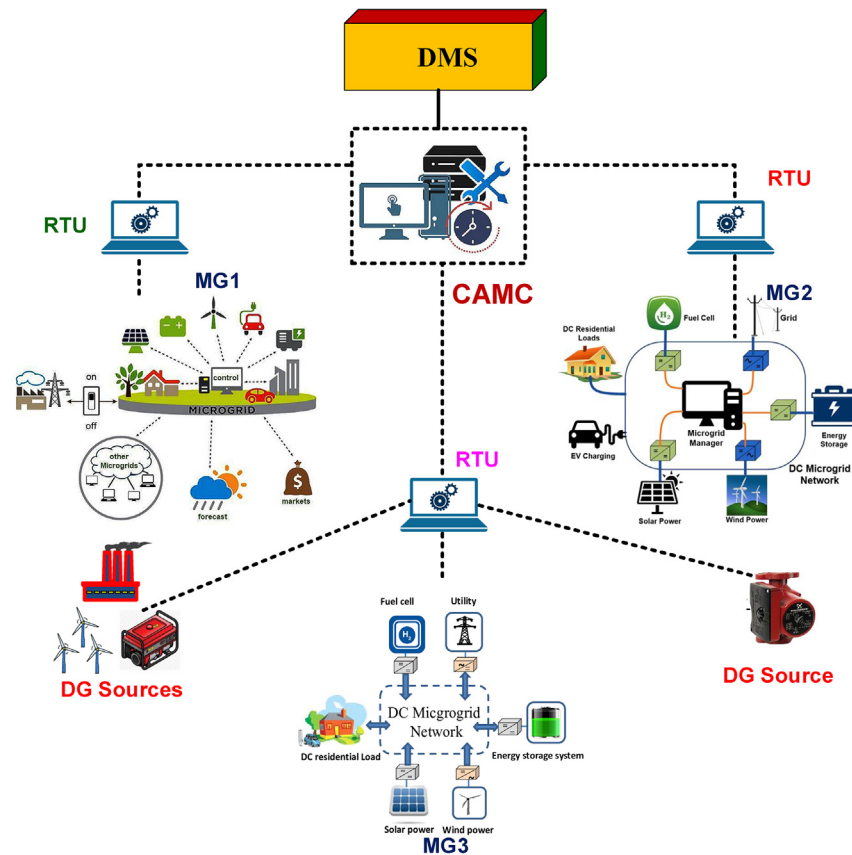 DMS
RTU
RTU
CAMC
MG1
on
off
control
MICROGRID
other
Microgrids
forecast
$
markets
MG2
DC Residential
Loads
H2
Fuel Cell
Grid
Microgrid
Manager
EV Charging
Energy
Storage
DC Microgrid
Network
Solar Power
Wind Power
RTU
DG Sources
DG Source
Fuel cell
Utility
H2
DC Micgrogrid
Network
DC residential Load
Energy storage system
Solar power
Wind power
MG3